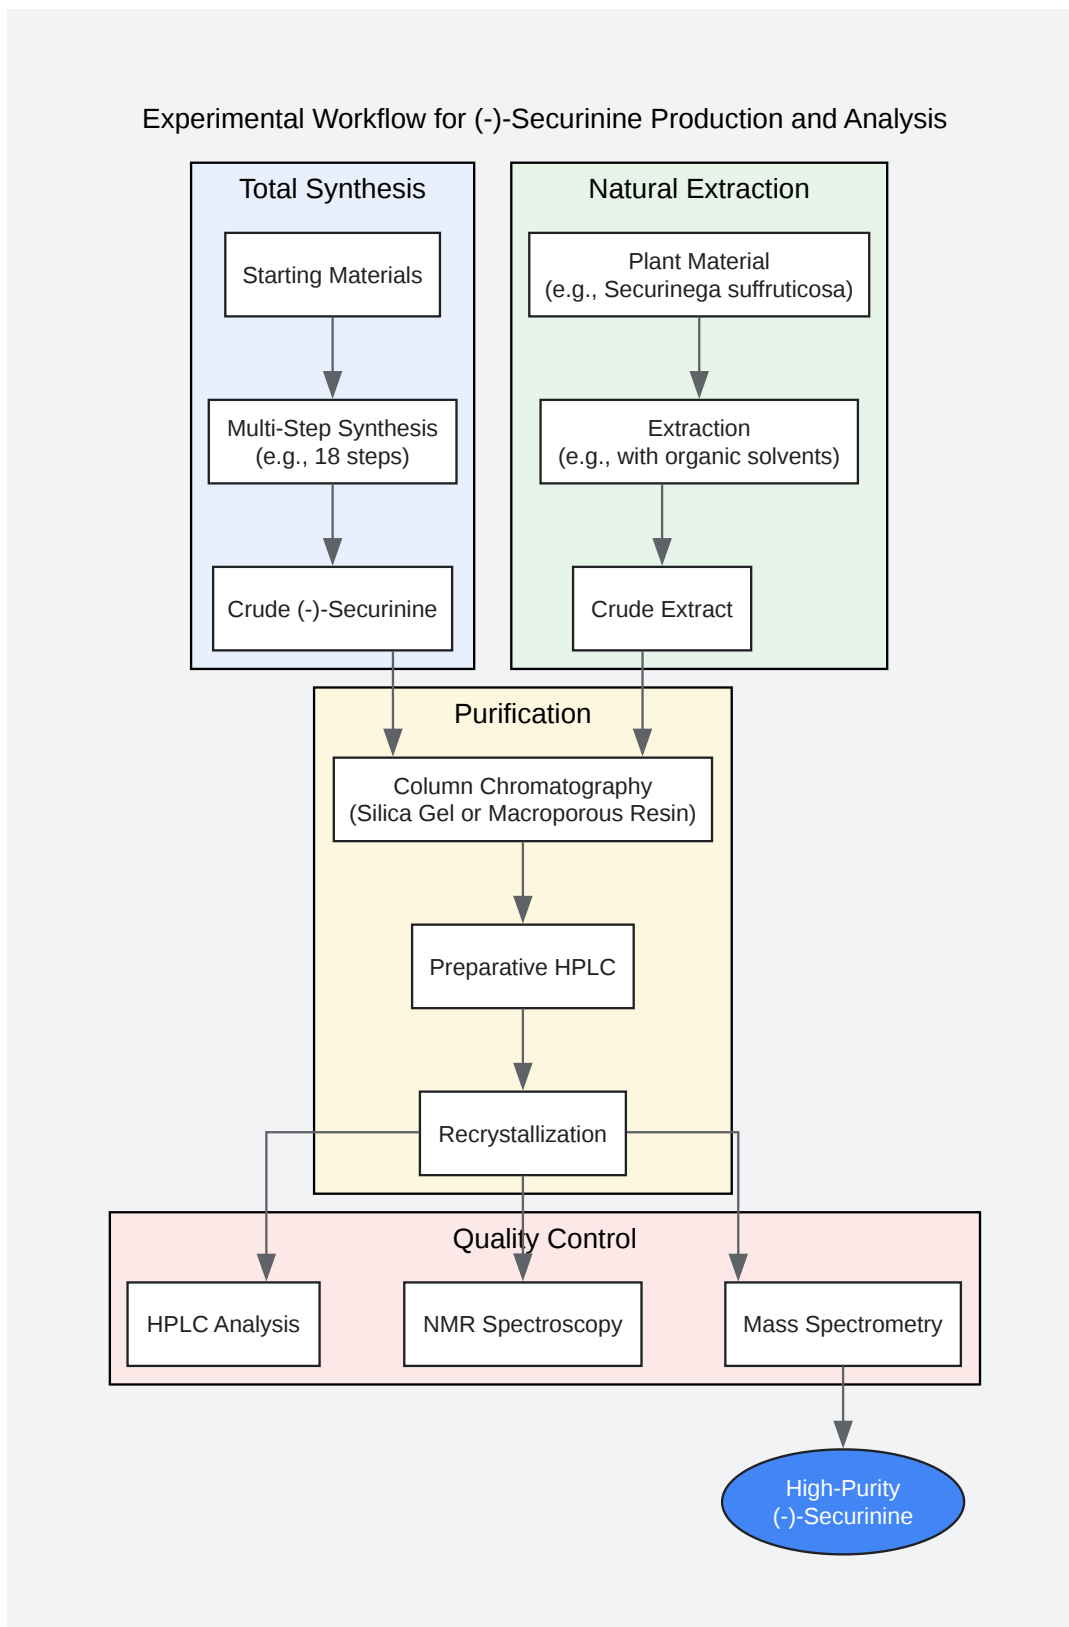 Experimental Workflow for (-)-Securinine Production and Analysis
Total Synthesis
Starting Materials
Multi-Step Synthesis
(e.g., 18 steps)
Crude (-)-Securinine
Natural Extraction
Plant Material
(e.g., Securinega suffruticosa)
Extraction
(e.g., with organic solvents)
Crude Extract
Purification
Column Chromatography
(Silica Gel or Macroporous Resin)
Preparative HPLC
Recrystallization
Quality Control
HPLC Analysis
NMR Spectroscopy
Mass Spectrometry
High-Purity
(-)-Securinine